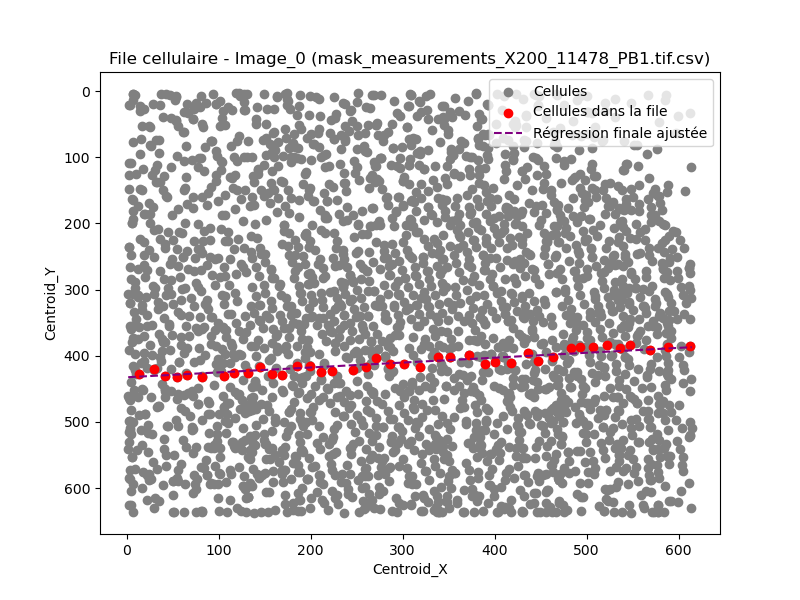 File cellulaire - Image_0 (mask_measurements_X200_11478_PB1.tif.csv)
Cellules
Cellules dans la file
Régression finale ajustée
Centroid_Y
0
100
200
300
400
500
600
0 100 200 300 400 500 600
Centroid_X